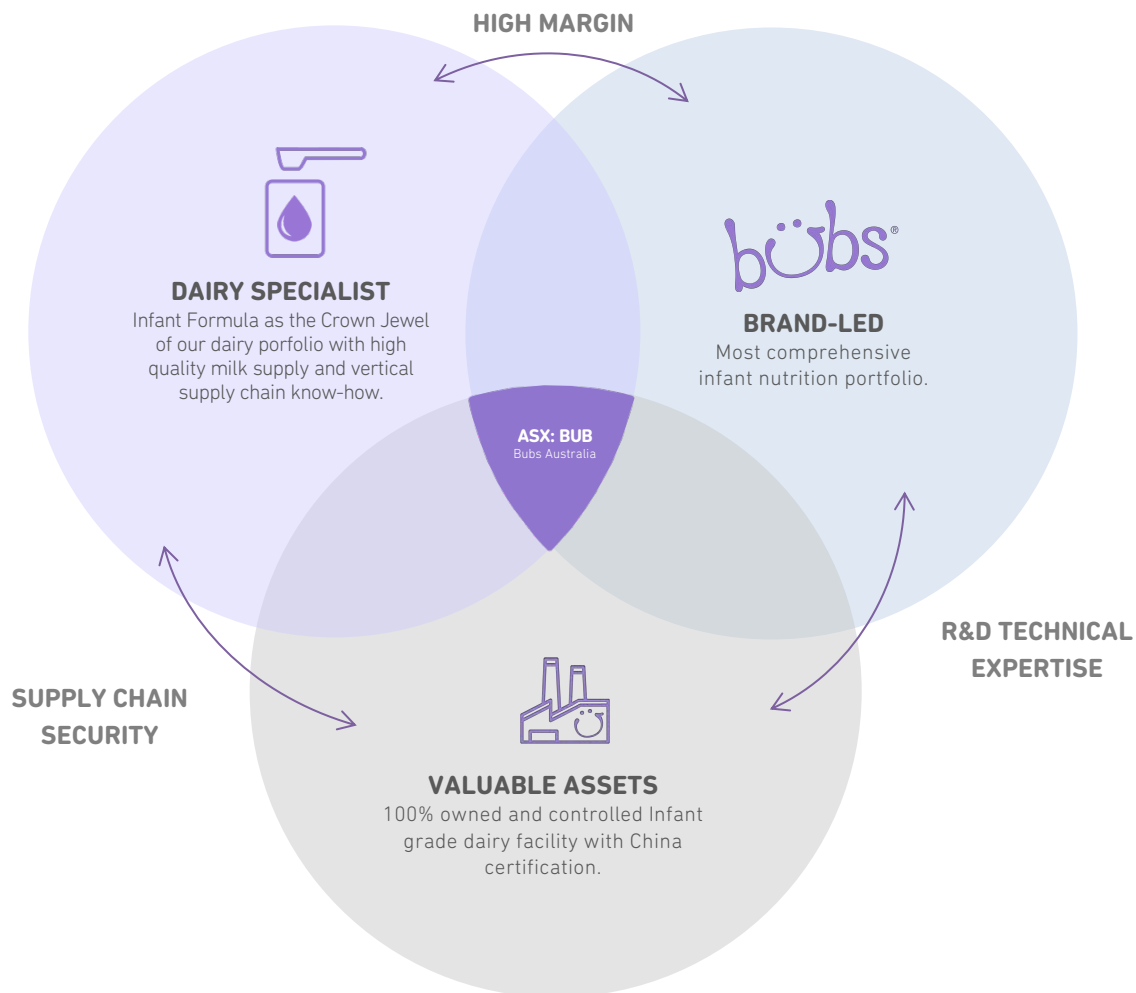 HIGH MARGIN
DAIRY SPECIALIST
Infant Formula as the Crown Jewel
of our dairy porfolio with high
quality milk supply and vertical
supply chain know-how.
bübs®
BRAND-LED
Most comprehensive
infant nutrition portfolio.
ASX: BUB
Bubs Australia
R&D TECHNICAL
EXPERTISE
SUPPLY CHAIN
SECURITY
VALUABLE ASSETS
100% owned and controlled Infant
grade dairy facility with China
certification.